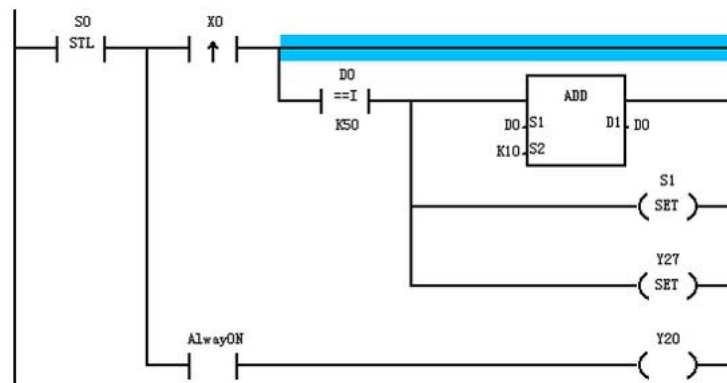 S0
STL
X0
D0
==I
K50
ADD
D0
S1
D1
D0
K10
S2
S1
SET
Y27
SET
AlwayON
Y20